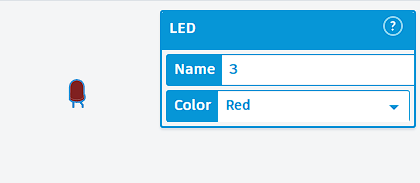 LED ?
Name 3
Color Red